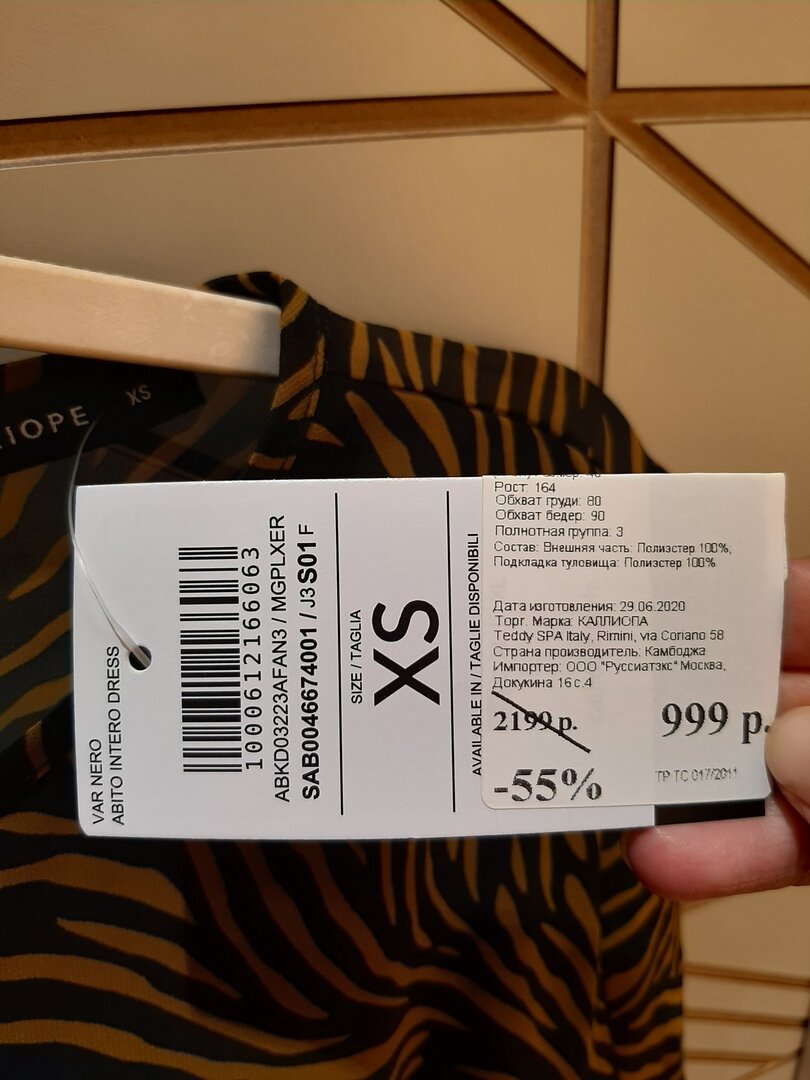 IOPE
XS
VAR NERO
ABITO INTERO DRESS
1000612166063
ABKD03223AFAN3 / MGPLXER
SAB0046674001 / J3 S01 F
SIZE / TAGLIA
XS
AVAILABLE IN / TAGLIE DISPONIBILI
Рост: 164
Обхват груди: 80
Обхват бедер: 90
Полнотная группа: 3
Состав: Внешняя часть: Полиэстер 100%;
Подкладка туловища: Полиэстер 100%
Дата изготовления: 29.06.2020
Торг. Марка: КАЛЛИОПА
Teddy SPA Italy, Rimini, via Coriano 58
Страна производитель: Камбоджа
Импортер: ООО "Руссиатэкс" Москва,
Докукина 16 с.4
2199 р.
999 р.
-55%
ТР ТС 017/2011